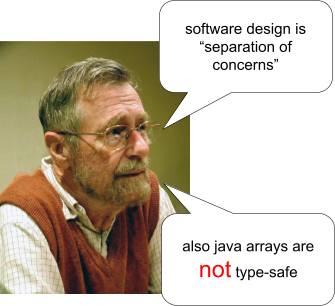 software design is
“separation of
concerns”
also java arrays are
not type-safe